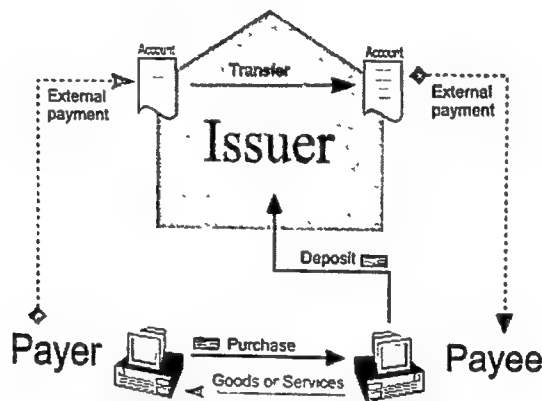 Account
Account
Transfer
External
payment
External
payment
Issuer
Deposit
Payer
Purchase
Payee
Goods or Services